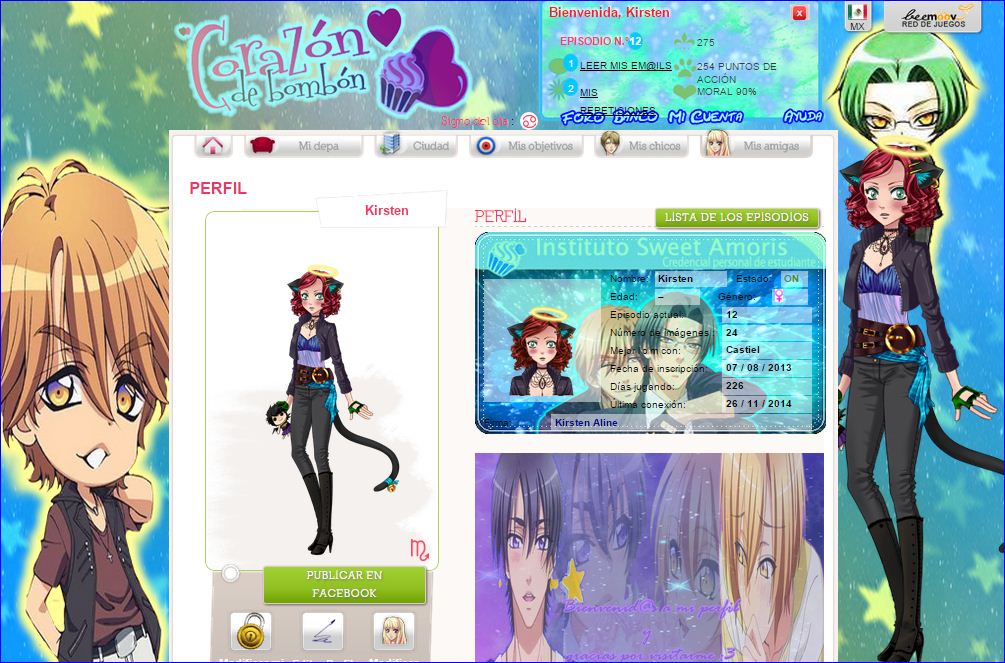 Corazón
de bombón
Bienvenida, Kirsten
x
MX
beemoov
RED DE JUEGOS
EPISODIO N.°12
275
1 LEER MIS EM@ILS
254 PUNTOS DE
ACCIÓN
2 MIS
REPETICIONES
MORAL 90%
Signo del día :
Foro Banco Mi Cuenta Ayuda
Mi depa
Ciudad
Mis objetivos
Mis chicos
Mis amigas
PERFIL
Kirsten
PERFIL
LISTA DE LOS EPISODIOS
Instituto Sweet Amoris
Credencial personal de estudiante
Nombre: Kirsten
Estado: ON
Edad: –
Género:
Episodio actual: 12
Número de imágenes : 24
Mejor l.o.m con: Castiel
Fecha de inscripción: 07 / 08 / 2013
Días jugando: 226
Última conexión: 26 / 11 / 2014
Kirsten Aline
PUBLICAR EN
FACEBOOK
Bienvenid@s a mi perfil
y
gracias por visitarme :3